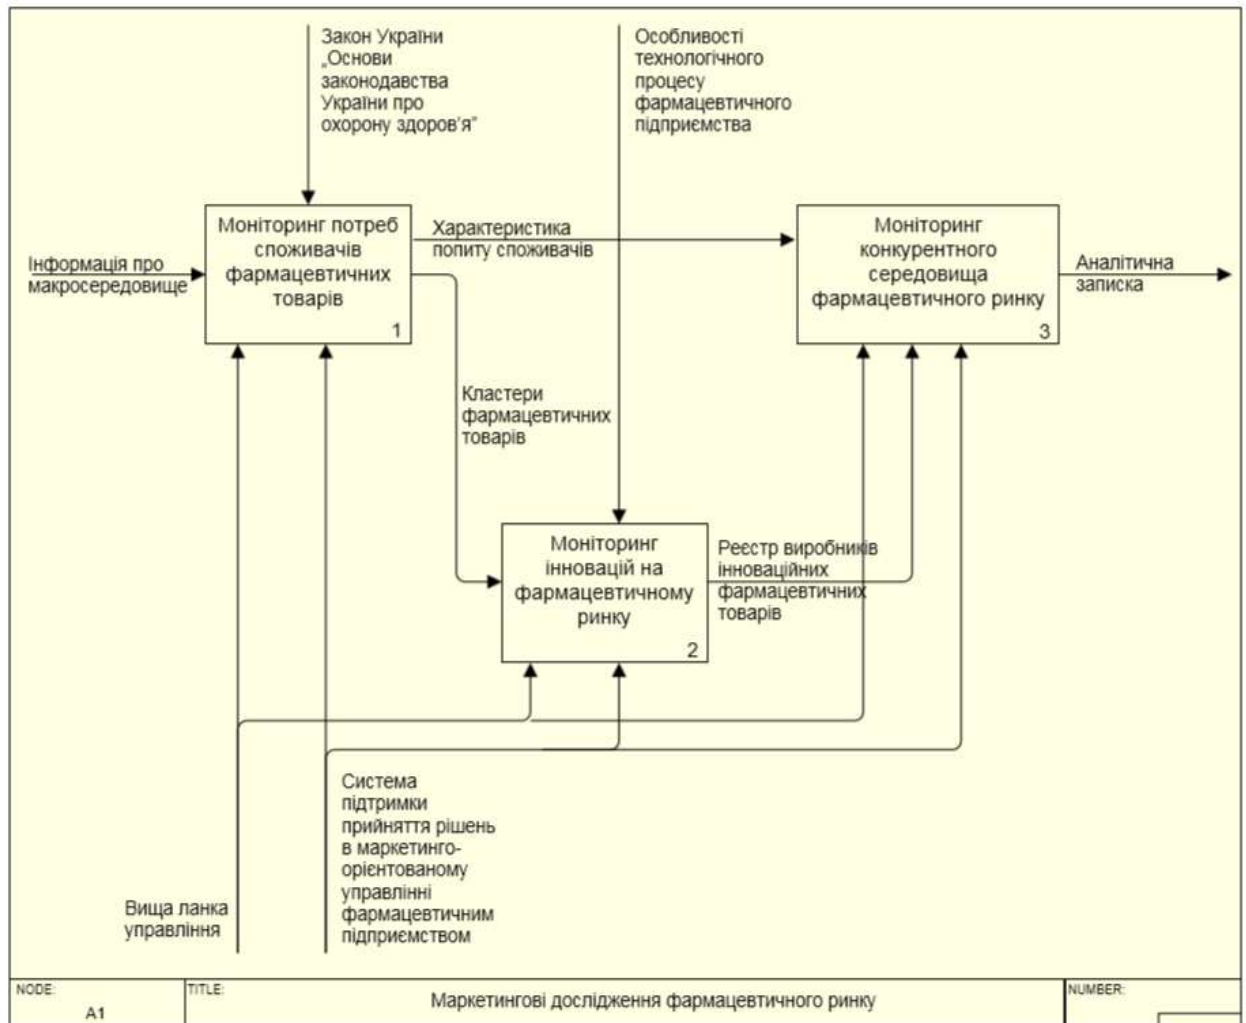 Закон України
„Основи
законодавства
України про
охорону здоров'я"
Особливості
технологічного
процесу
фармацевтичного
підприємства
Інформація про
макросередовище
Моніторинг потреб
споживачів
фармацевтичних
товарів
1
Характеристика
попиту споживачів
Моніторинг
конкурентного
середовища
фармацевтичного ринку
3
Аналітична
записка
Кластери
фармацевтичних
товарів
Моніторинг
інновацій на
фармацевтичному
ринку
2
Реєстр виробників
інноваційних
фармацевтичних
товарів
Система
підтримки
прийняття рішень
в маркетинго-
орієнтованому
управлінні
фармацевтичним
підприємством
Вища ланка
управління
NODE:
A1
TITLE:
Маркетингові дослідження фармацевтичного ринку
NUMBER: